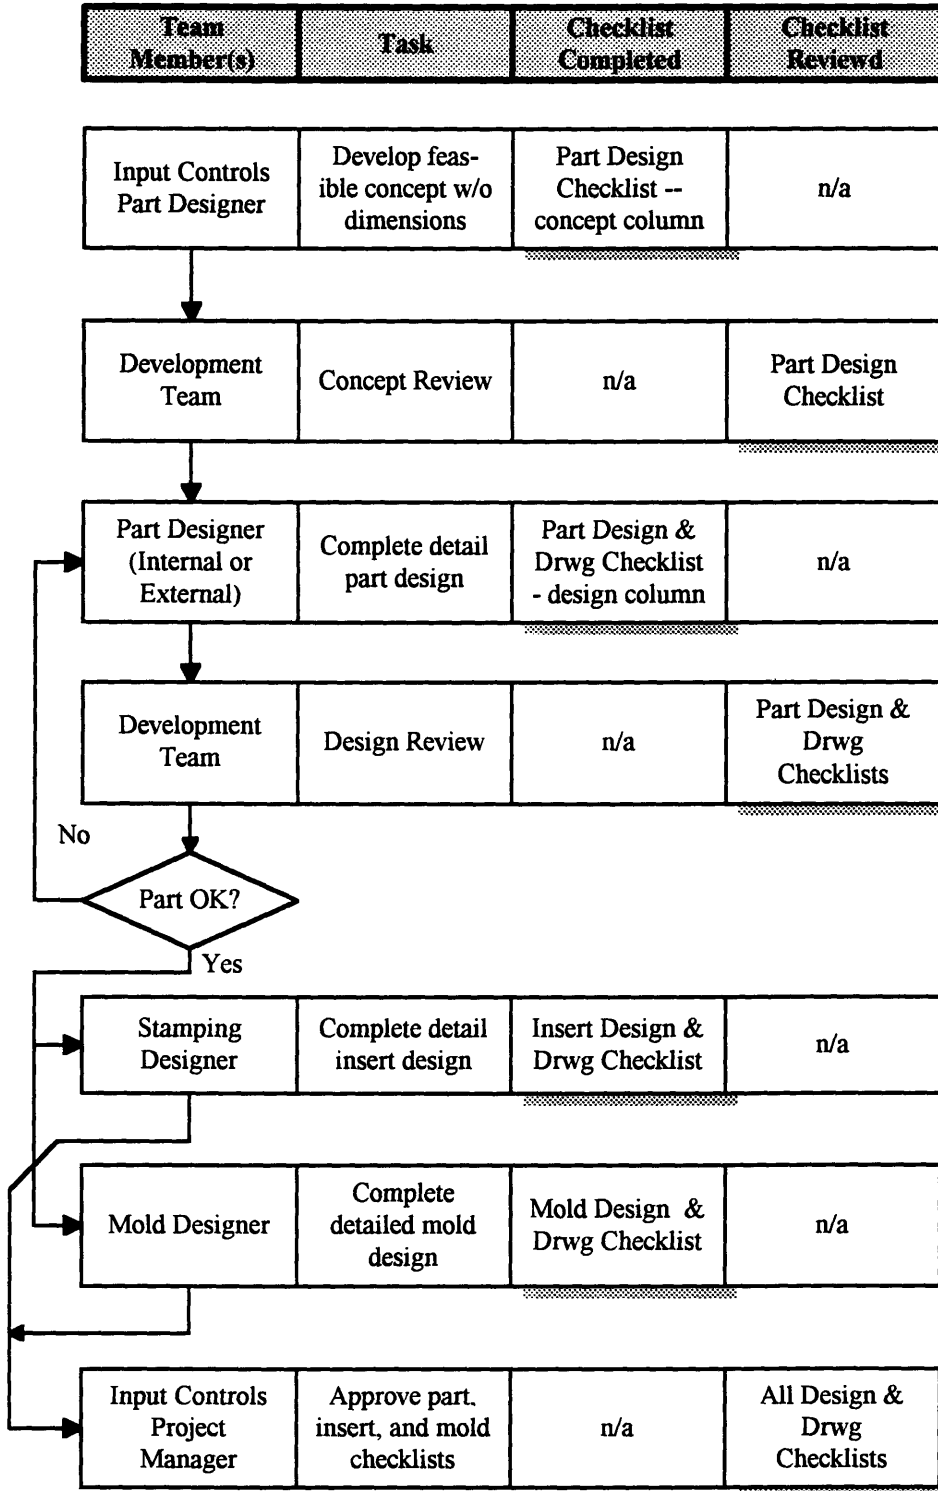 Team
Member(s)
Task
Checklist
Completed
Checklist
Reviewd
Input Controls
Part Designer
Develop feas-
ible concept w/o
dimensions
Part Design
Checklist --
concept column
n/a
Development
Team
Concept Review
n/a
Part Design
Checklist
Part Designer
(Internal or
External)
Complete detail
part design
Part Design &
Drwg Checklist
- design column
n/a
Development
Team
Design Review
n/a
Part Design &
Drwg
Checklists
No
Part OK?
Yes
Stamping
Designer
Complete detail
insert design
Insert Design &
Drwg Checklist
n/a
Mold Designer
Complete
detailed mold
design
Mold Design &
Drwg Checklist
n/a
Input Controls
Project
Manager
Approve part,
insert, and mold
checklists
n/a
All Design &
Drwg
Checklists